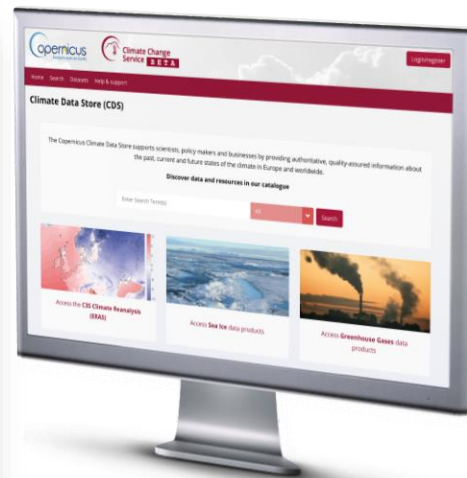 Copernicus
Climate Change
Service BETA
Login/register
Home Search Datasets Help & support
Climate Data Store (CDS)
The Copernicus Climate Data Store supports scientists, policy makers and businesses by providing authoritative, quality-assured information about
the past, current and future states of the climate in Europe and worldwide.
Discover data and resources in our catalogue
Enter Search Term(s)
All
Search
Access the C3S Climate Reanalysis
(ERA5)
Access Sea Ice data products
Access Greenhouse Gases data
products